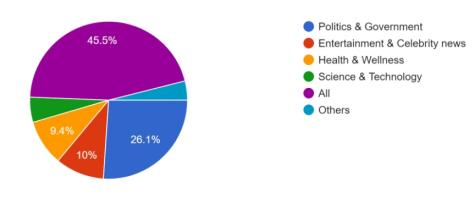 45.5%
9.4%
10%
26.1%
Politics & Government
Entertainment & Celebrity news
Health & Wellness
Science & Technology
All
Others